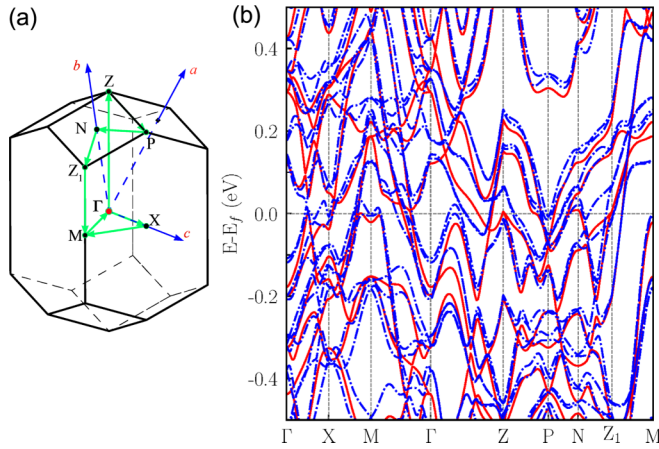 (a)
b
Z
a
N
P
Z1
Γ
X
M
c
(b)
E-Ef (eV)
0.4
0.2
0.0
-0.2
-0.4
Γ X M Γ Z P N Z1 M